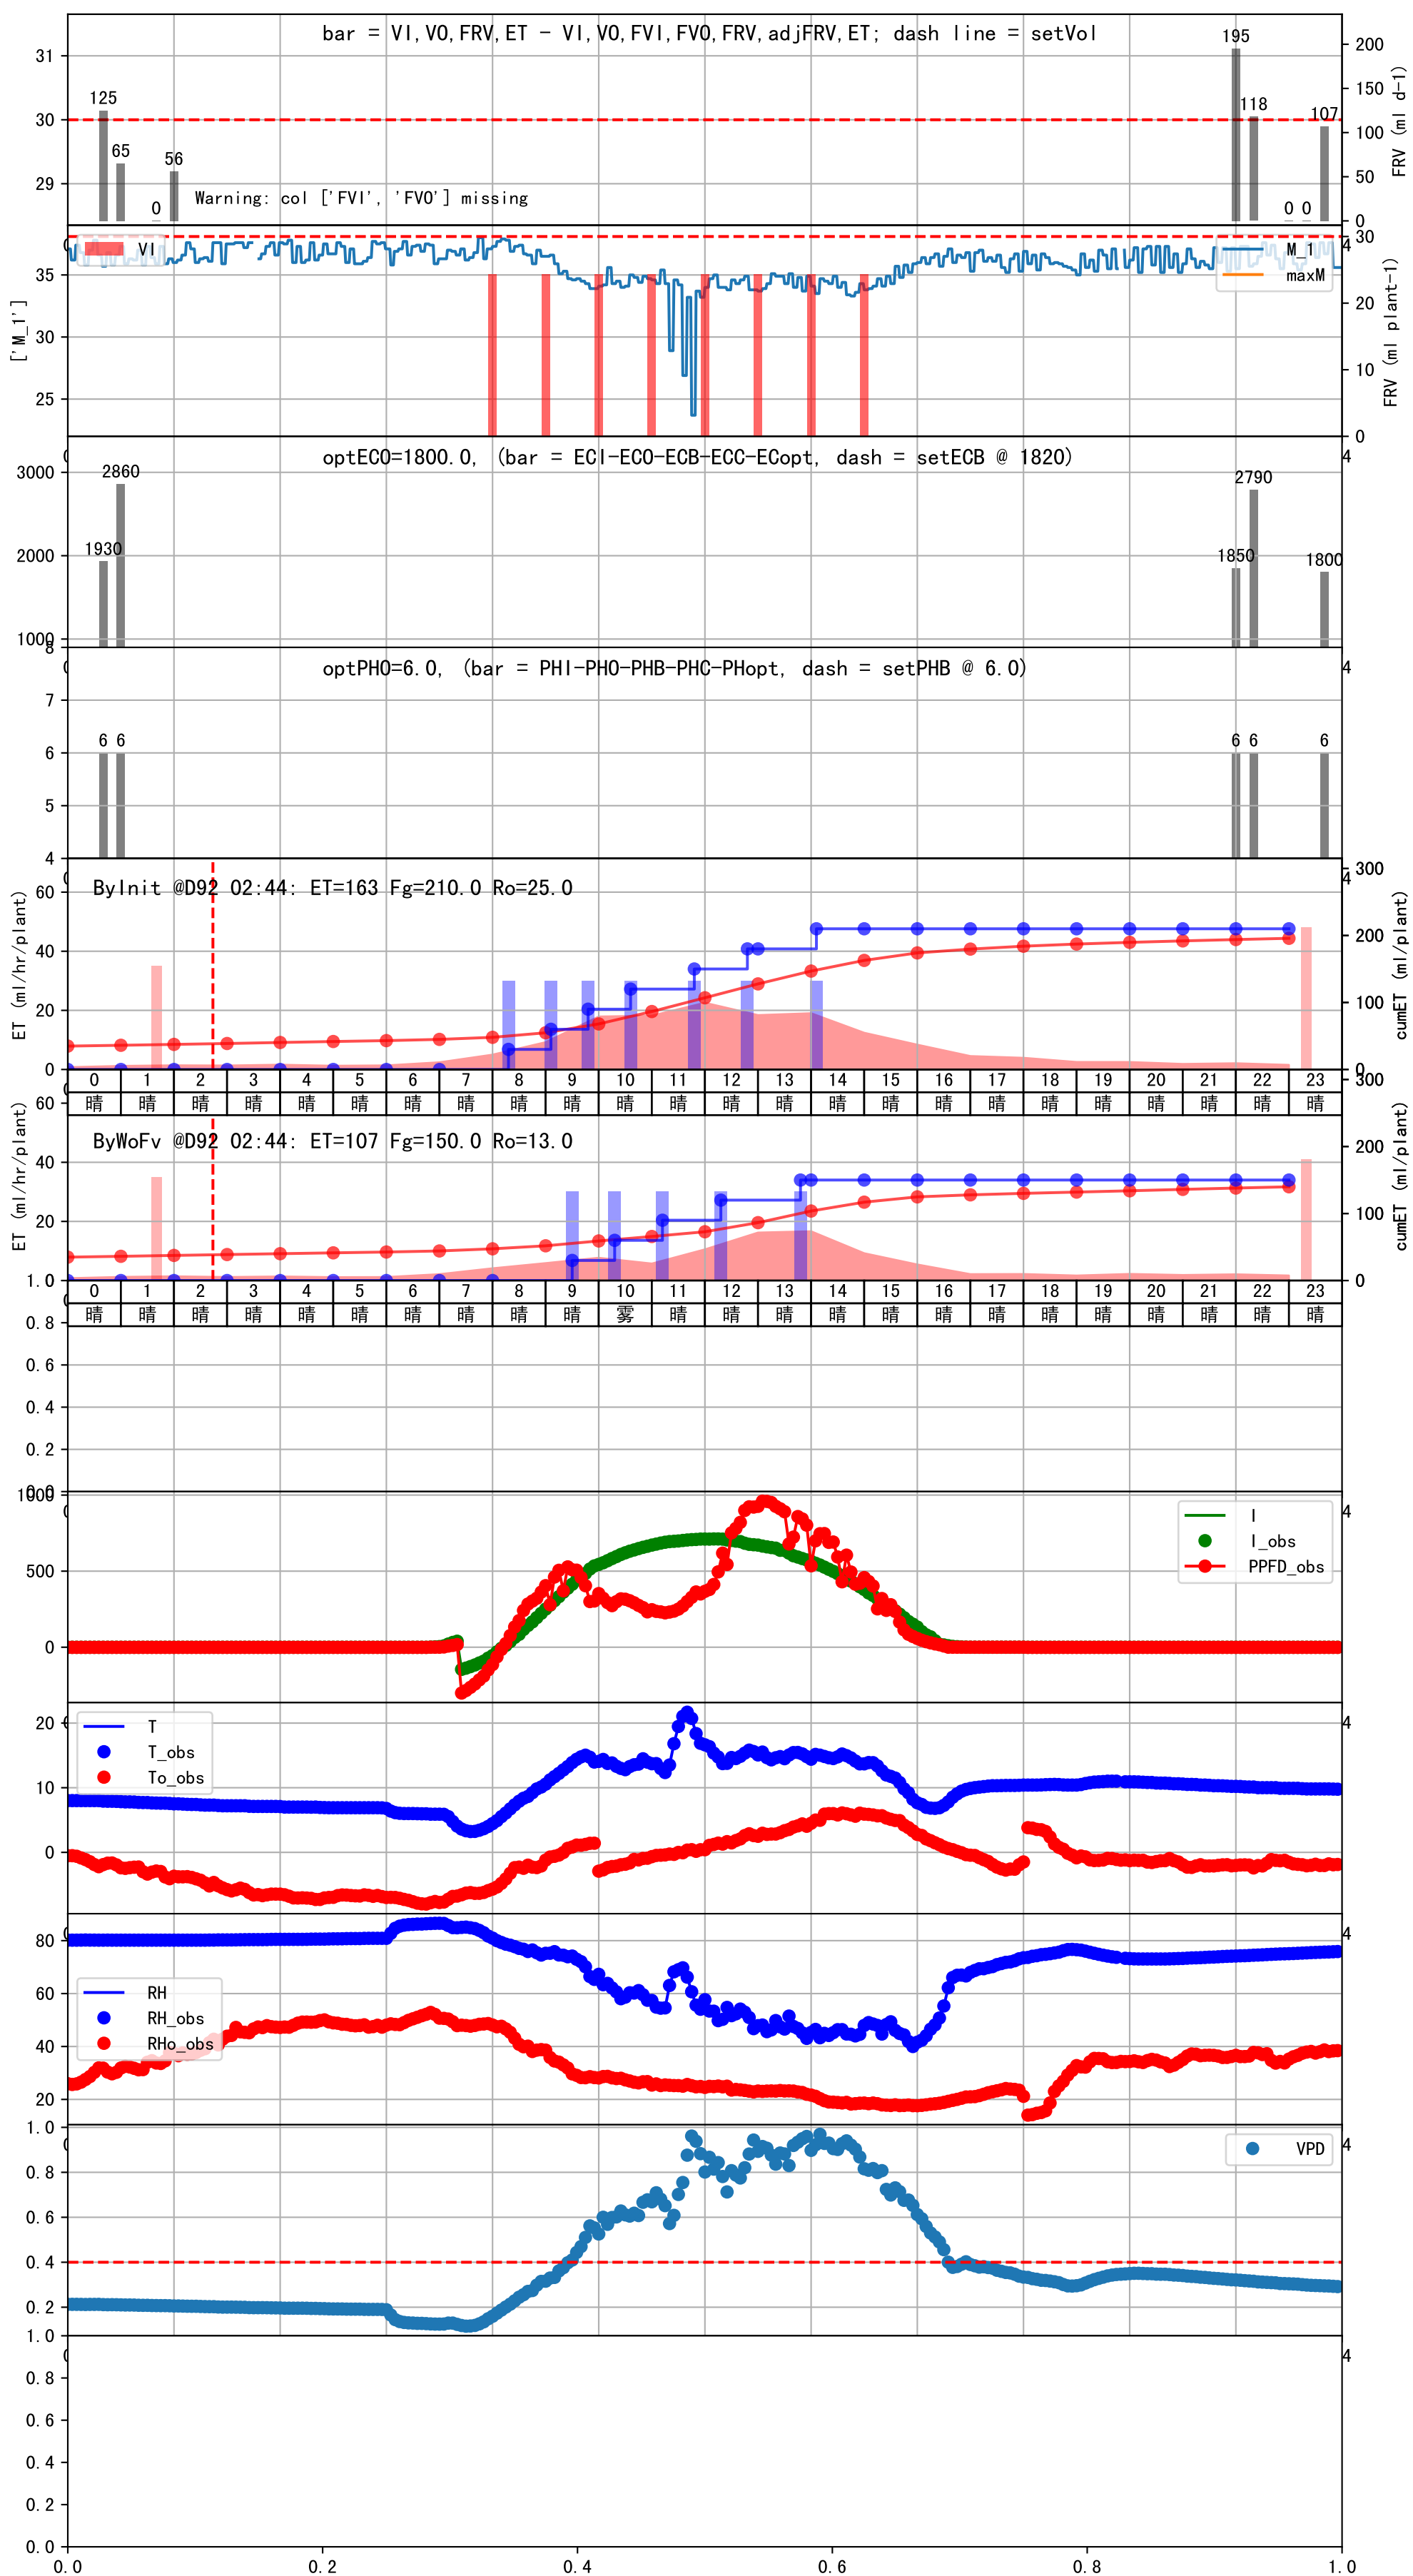 bar = VI,VO,FRV,ET - VI,VO,FVI,FVO,FRV,adjFRV,ET; dash line = setVol
31
30
29
125
65
0
56
Warning: col ['FVI', 'FVO'] missing
195
118
0 0
107
200
150
100
50
0
FRV (ml d-1)
VI
M_1
maxM
35
30
25
['M_1']
30
20
10
0
FRV (ml plant-1)
4
optECO=1800.0, (bar = ECI-ECO-ECB-ECC-ECopt, dash = setECB @ 1820)
3000
2000
1000
1930
2860
1850
2790
1800
4
optPHO=6.0, (bar = PHI-PHO-PHB-PHC-PHopt, dash = setPHB @ 6.0)
8
7
6
5
4
6 6
6 6
6
4
ByInit @D92 02:44: ET=163 Fg=210.0 Ro=25.0
60
40
20
0
ET (ml/hr/plant)
300
200
100
0
cumET (ml/plant)
4
0 1 2 3 4 5 6 7 8 9 10 11 12 13 14 15 16 17 18 19 20 21 22 23
晴 晴 晴 晴 晴 晴 晴 晴 晴 晴 晴 晴 晴 晴 晴 晴 晴 晴 晴 晴 晴 晴 晴 晴
ByWoFv @D92 02:44: ET=107 Fg=150.0 Ro=13.0
60
40
20
ET (ml/hr/plant)
300
200
100
0
cumET (ml/plant)
0 1 2 3 4 5 6 7 8 9 10 11 12 13 14 15 16 17 18 19 20 21 22 23
晴 晴 晴 晴 晴 晴 晴 晴 晴 晴 雾 晴 晴 晴 晴 晴 晴 晴 晴 晴 晴 晴 晴 晴
1.0
0.8
0.6
0.4
0.2
0.0
1000
500
0
I
I_obs
PPFD_obs
4
20
10
0
T
T_obs
To_obs
4
80
60
40
20
RH
RH_obs
RHo_obs
4
1.0
0.8
0.6
0.4
0.2
VPD
4
1.0
0.8
0.6
0.4
0.2
0.0
4
0.0 0.2 0.4 0.6 0.8 1.0